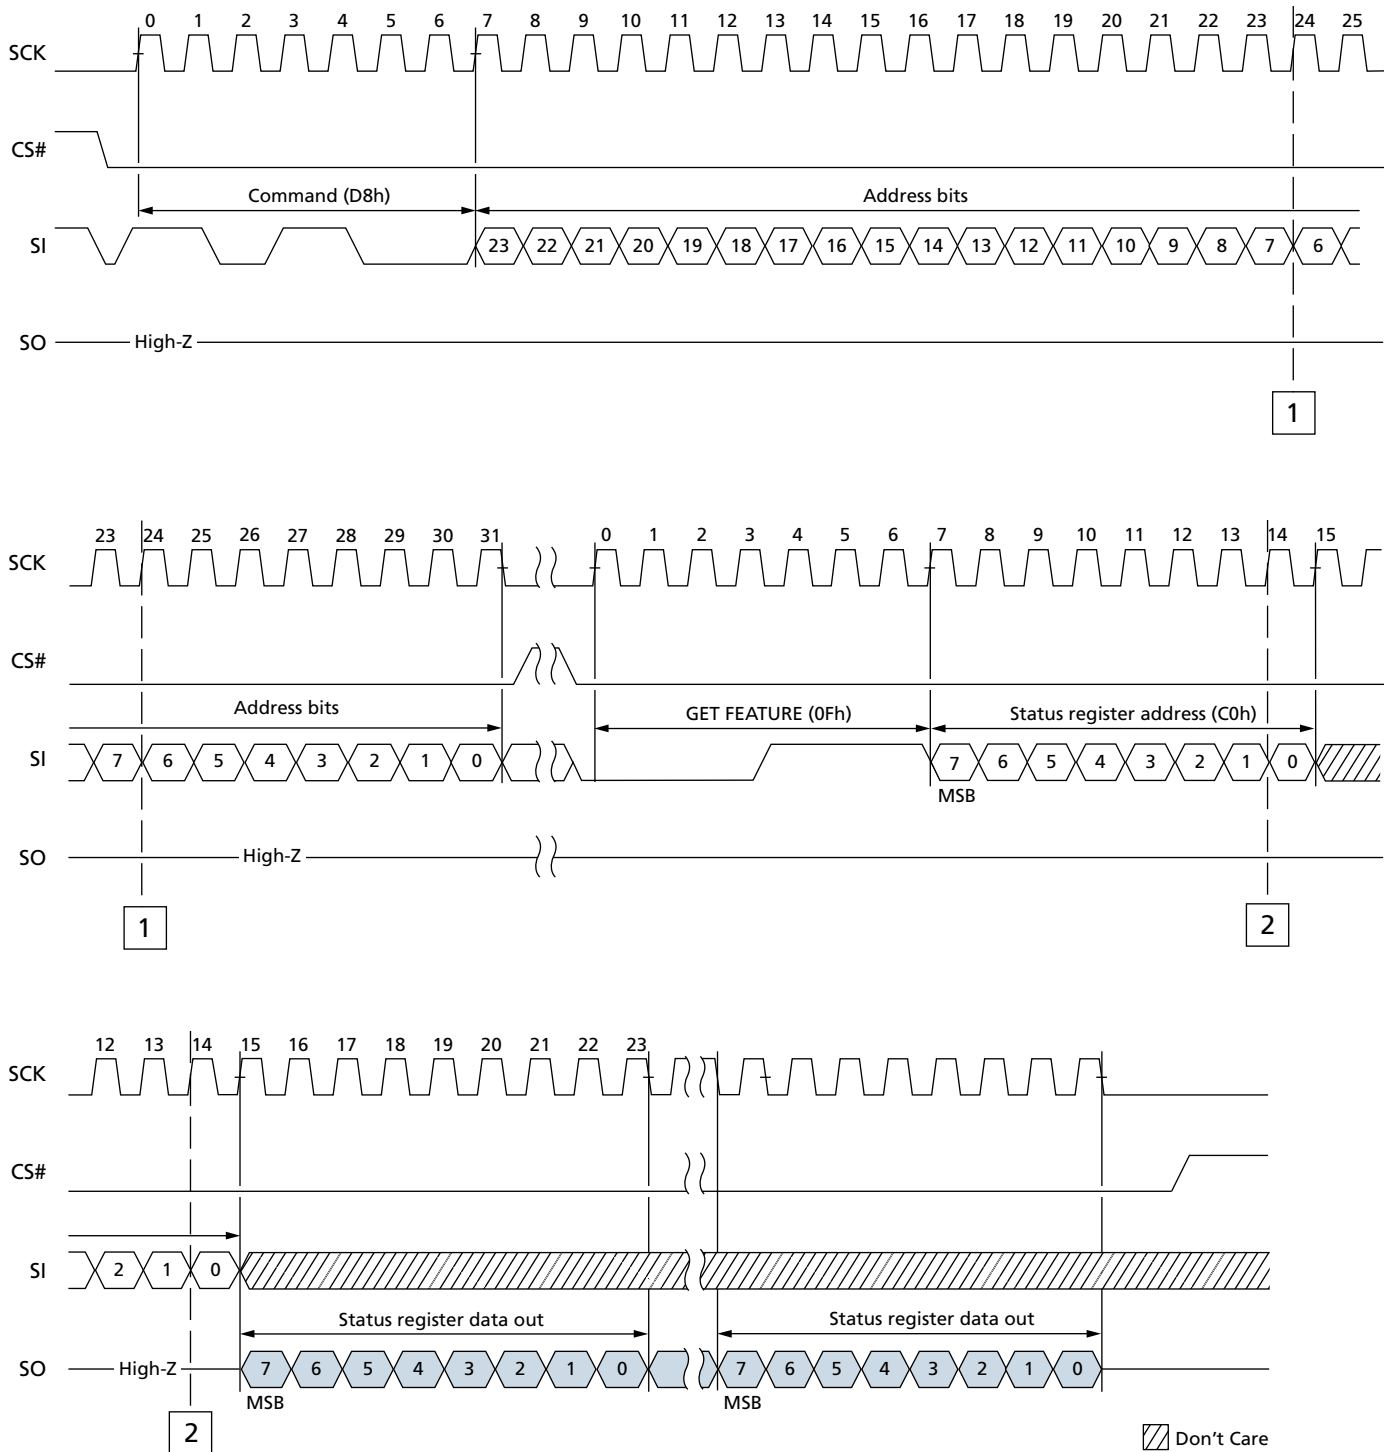 0 1 2 3 4 5 6 7 8 9 10 11 12 13 14 15 16 17 18 19 20 21 22 23 24 25
SCK
CS#
Command (D8h) Address bits
SI 23 22 21 20 19 18 17 16 15 14 13 12 11 10 9 8 7 6
SO High-Z
1
23 24 25 26 27 28 29 30 31 0 1 2 3 4 5 6 7 8 9 10 11 12 13 14 15
SCK
CS#
Address bits GET FEATURE (0Fh) Status register address (C0h)
SI 7 6 5 4 3 2 1 0 7 6 5 4 3 2 1 0
MSB
SO High-Z
1 2
12 13 14 15 16 17 18 19 20 21 22 23
SCK
CS#
SI 2 1 0
Status register data out Status register data out
SO High-Z 7 6 5 4 3 2 1 0 7 6 5 4 3 2 1 0
MSB MSB
2
Don't Care